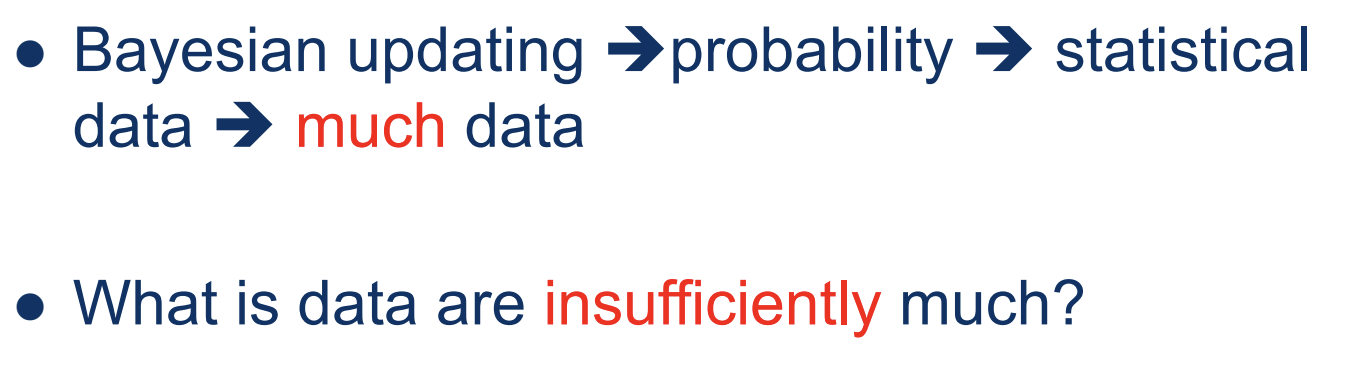 ● Bayesian updating ➔probability ➔ statistical
data ➔ much data
● What is data are insufficiently much?